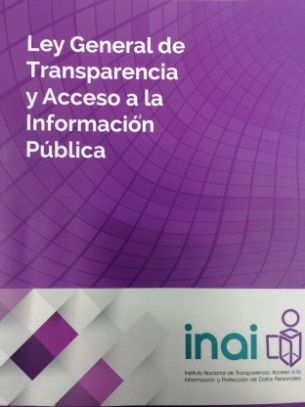 Ley General de
Transparencia
y Acceso a la
Información
Pública
inai
Instituto Nacional de Transparencia, Acceso a la
Información y Protección de Datos Personales